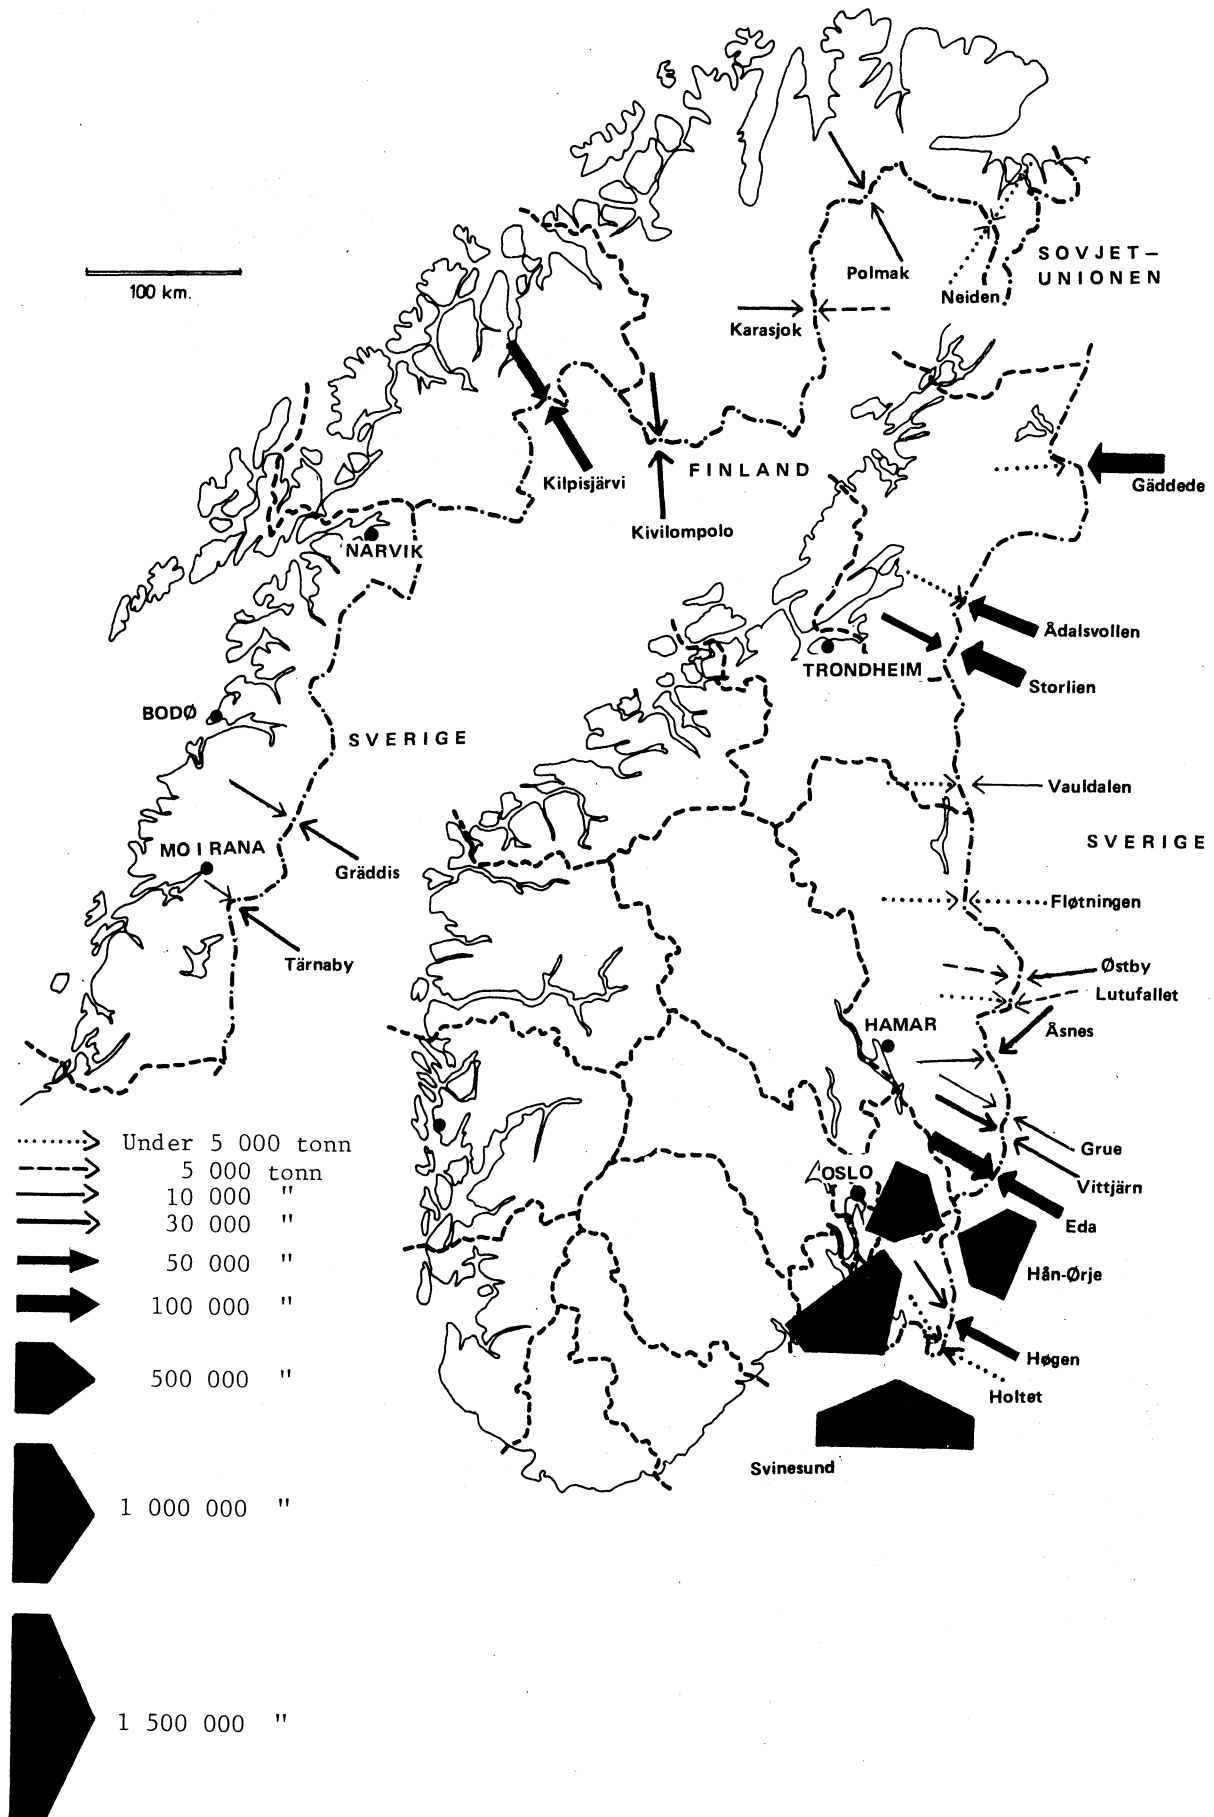 SOVJET-
UNIONEN
100 km.
Polmak
Neiden
Karasjok
FINLAND
Kilpisjärvi
Gäddede
Kivilompolo
NARVIK
Ådalsvollen
TRONDHEIM
Storlien
BODØ
SVERIGE
Vauldalen
MO I RANA
SVERIGE
Gräddis
Fløtningen
Tärnaby
Østby
Lutufallet
HAMAR
Åsnes
Grue
OSLO
Vittjärn
Eda
Hån-Ørje
Høgen
Holtet
Svinesund
Under 5 000 tonn
5 000 tonn
10 000 "
30 000 "
50 000 "
100 000 "
500 000 "
1 000 000 "
1 500 000 "